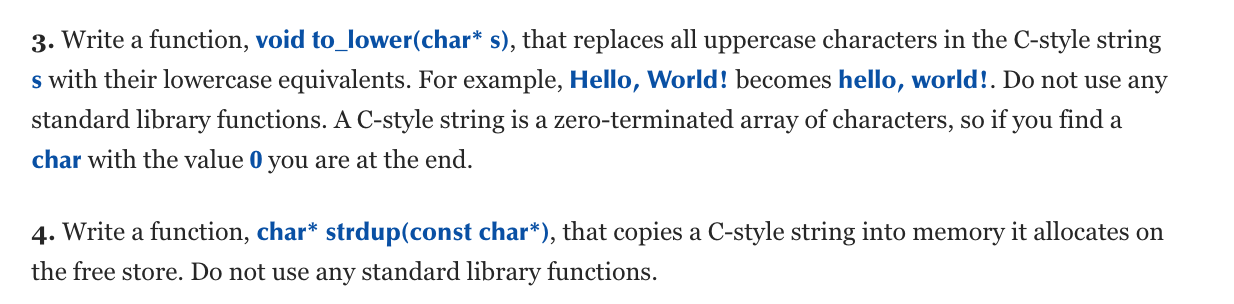 3. Write a function, void to_lower(char* s), that replaces all uppercase characters in the C-style string
s with their lowercase equivalents. For example, Hello, World! becomes hello, world!. Do not use any
standard library functions. A C-style string is a zero-terminated array of characters, so if you find a
char with the value 0 you are at the end.
4. Write a function, char* strdup(const char*), that copies a C-style string into memory it allocates on
the free store. Do not use any standard library functions.